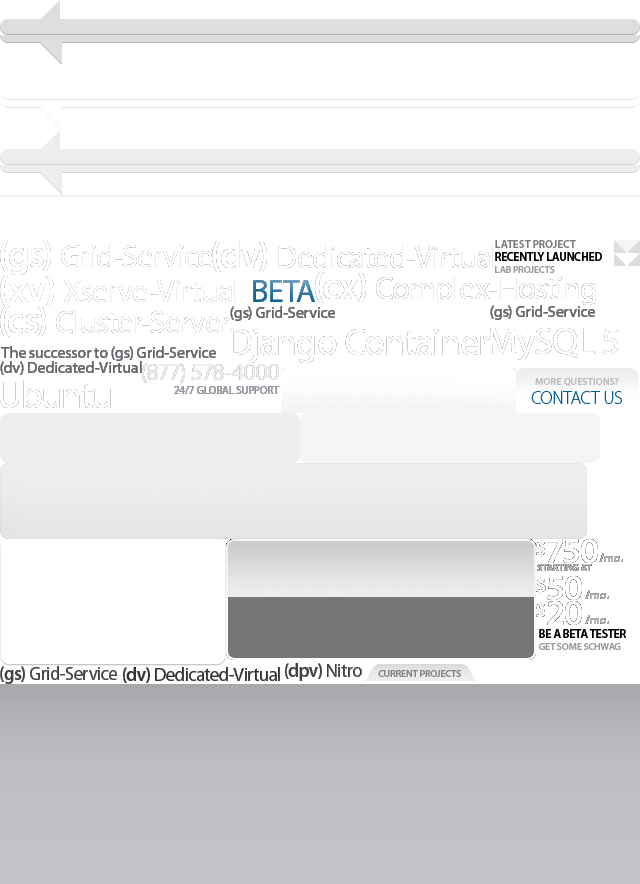 (gs) Grid-Service
(dv) Dedicated-Virtual
LATEST PROJECT
RECENTLY LAUNCHED
LAB PROJECTS
(xv) Xserve-Virtual
BETA
(cx) Complex-Hosting
(cs) Cluster-Server
(gs) Grid-Service
(gs) Grid-Service
Django Container
MySQL 5
The successor to (gs) Grid-Service
(dv) Dedicated-Virtual
(877) 578-4000
24/7 GLOBAL SUPPORT
Ubuntu
MORE QUESTIONS?
CONTACT US
$750/mo.
STARTING AT
$50/mo.
$20/mo.
BE A BETA TESTER
GET SOME SCHWAG
(gs) Grid-Service
(dv) Dedicated-Virtual
(dpv) Nitro
CURRENT PROJECTS